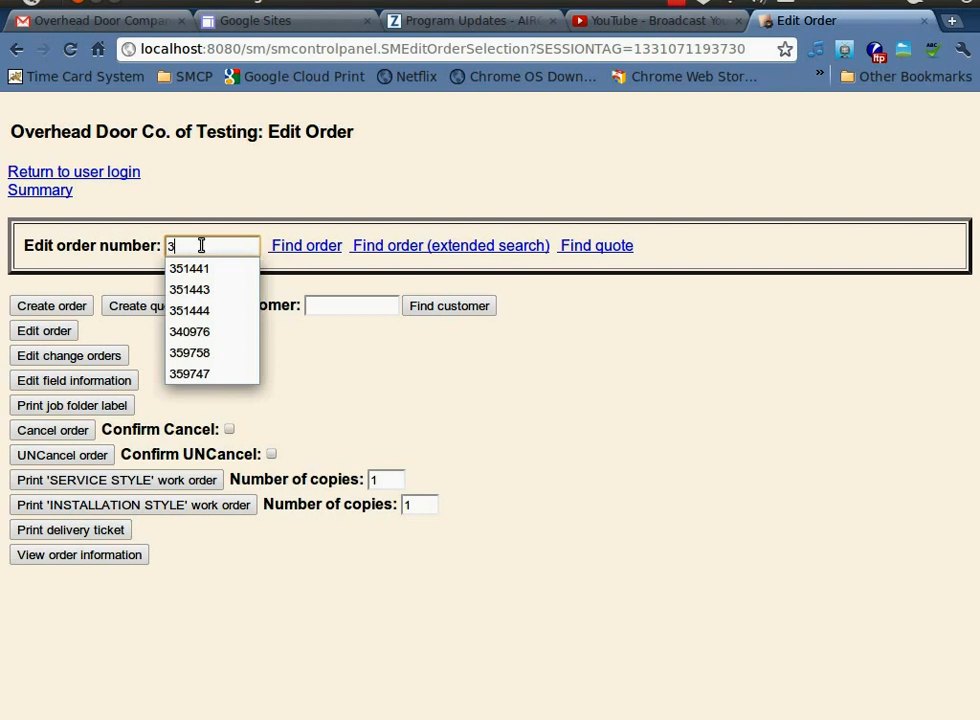 Overhead Door Compa
Google Sites
Program Updates - AIR
YouTube - Broadcast Yo
Edit Order
localhost:8080/sm/smcontrolpanel.SMEditOrderSelection?SESSIONTAG=1331071193730
ABC
ftp
Time Card System
SMCP
Google Cloud Print
Netflix
Chrome OS Down...
Chrome Web Stor...
»
Other Bookmarks
Overhead Door Co. of Testing: Edit Order
Return to user login
Summary
Edit order number: 3 Find order Find order (extended search) Find quote
351441
351443
351444
340976
359758
359747
Create order Create qu omer: Find customer
Edit order
Edit change orders
Edit field information
Print job folder label
Cancel order Confirm Cancel:
UNCancel order Confirm UNCancel:
Print 'SERVICE STYLE' work order Number of copies: 1
Print 'INSTALLATION STYLE' work order Number of copies: 1
Print delivery ticket
View order information